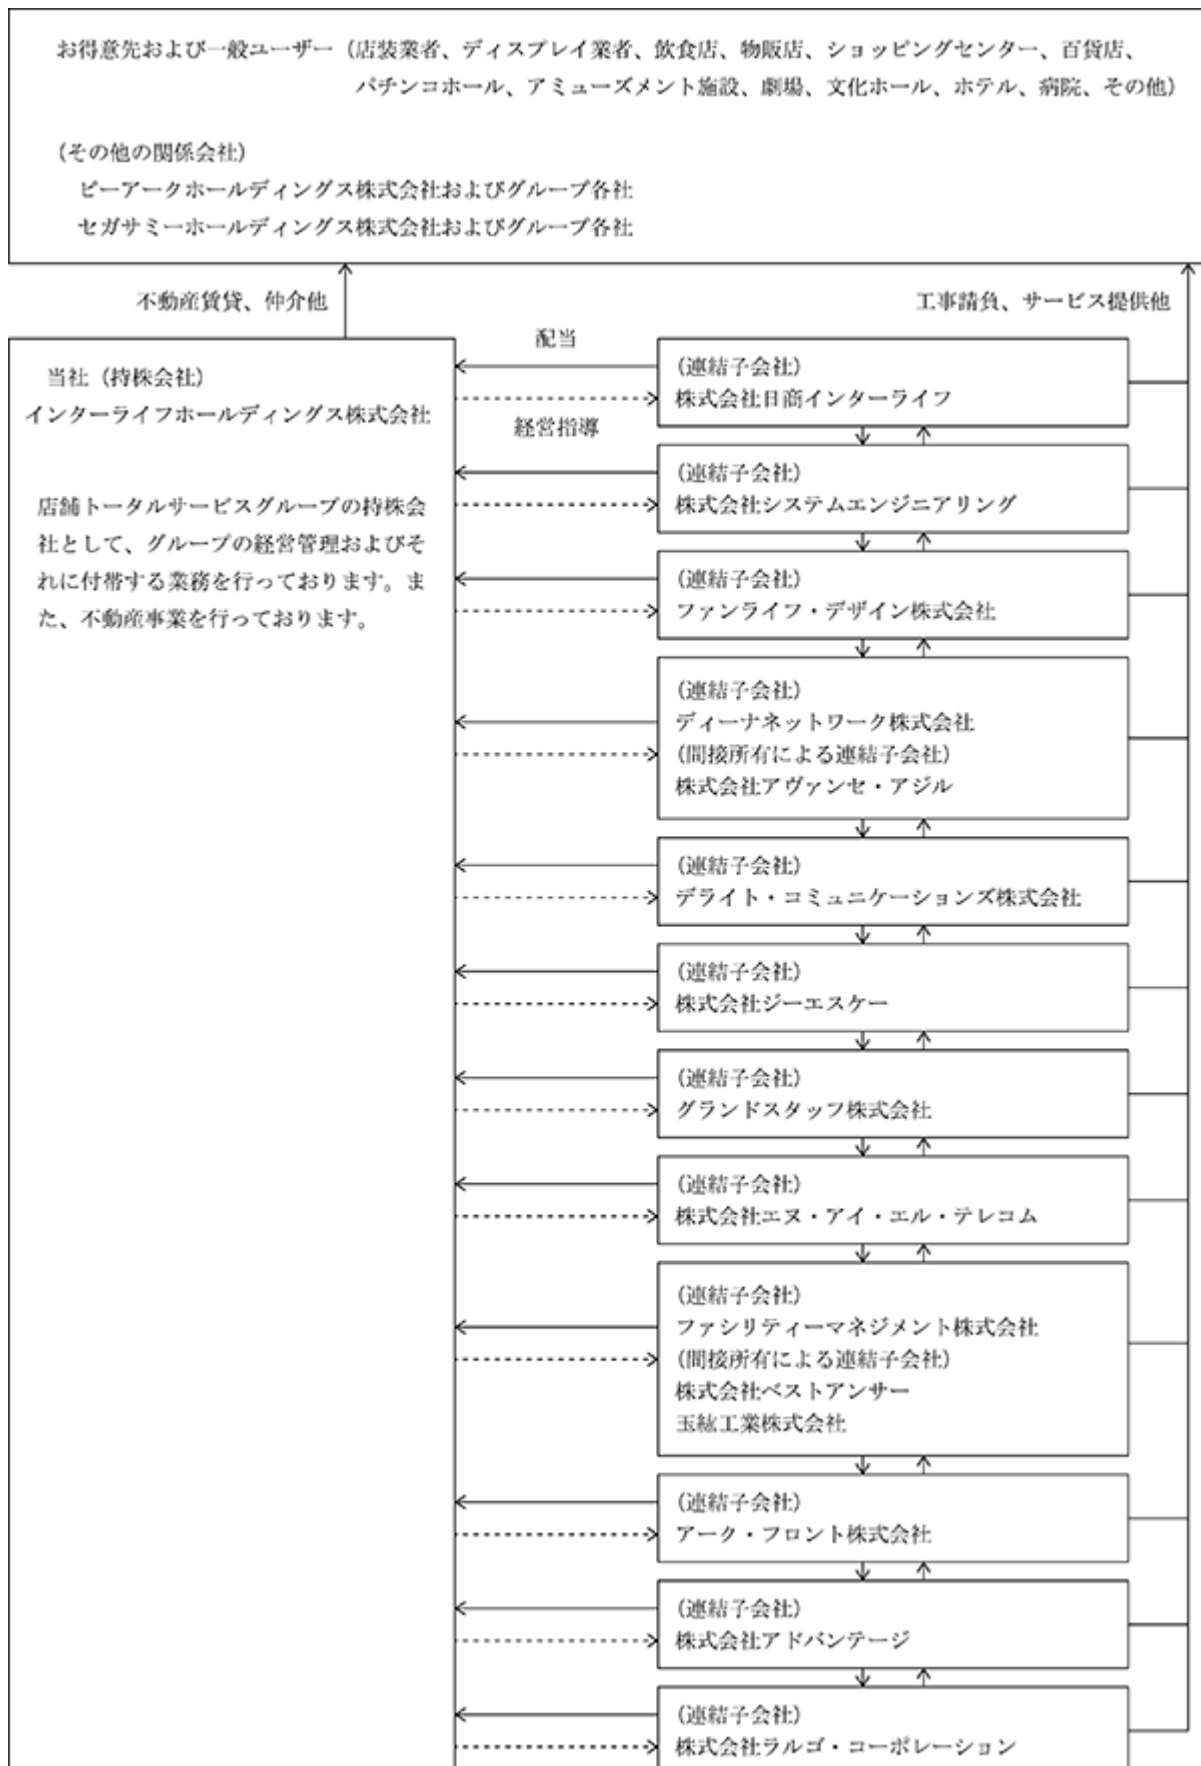 お得意先および一般ユーザー（店装業者、ディスプレイ業者、飲食店、物販店、ショッピングセンター、百貨店、
パチンコホール、アミューズメント施設、劇場、文化ホール、ホテル、病院、その他）
（その他の関係会社）
ピーアークホールディングス株式会社およびグループ各社
セガサミーホールディングス株式会社およびグループ各社
不動産賃貸、仲介他
工事請負、サービス提供他
当社（持株会社）
インターライフホールディングス株式会社
店舗トータルサービスグループの持株会
社として、グループの経営管理およびそ
れに付帯する業務を行っております。ま
た、不動産事業を行っております。
配当
経営指導
（連結子会社）
株式会社日商インターライフ
（連結子会社）
株式会社システムエンジニアリング
（連結子会社）
ファンライフ・デザイン株式会社
（連結子会社）
ディーナネットワーク株式会社
（間接所有による連結子会社）
株式会社アヴァンセ・アジル
（連結子会社）
デライト・コミュニケーションズ株式会社
（連結子会社）
株式会社ジーエスケー
（連結子会社）
グランドスタッフ株式会社
（連結子会社）
株式会社エヌ・アイ・エル・テレコム
（連結子会社）
ファシリティーマネジメント株式会社
（間接所有による連結子会社）
株式会社ベストアンサー
玉紘工業株式会社
（連結子会社）
アーク・フロント株式会社
（連結子会社）
株式会社アドバンテージ
（連結子会社）
株式会社ラルゴ・コーポレーション